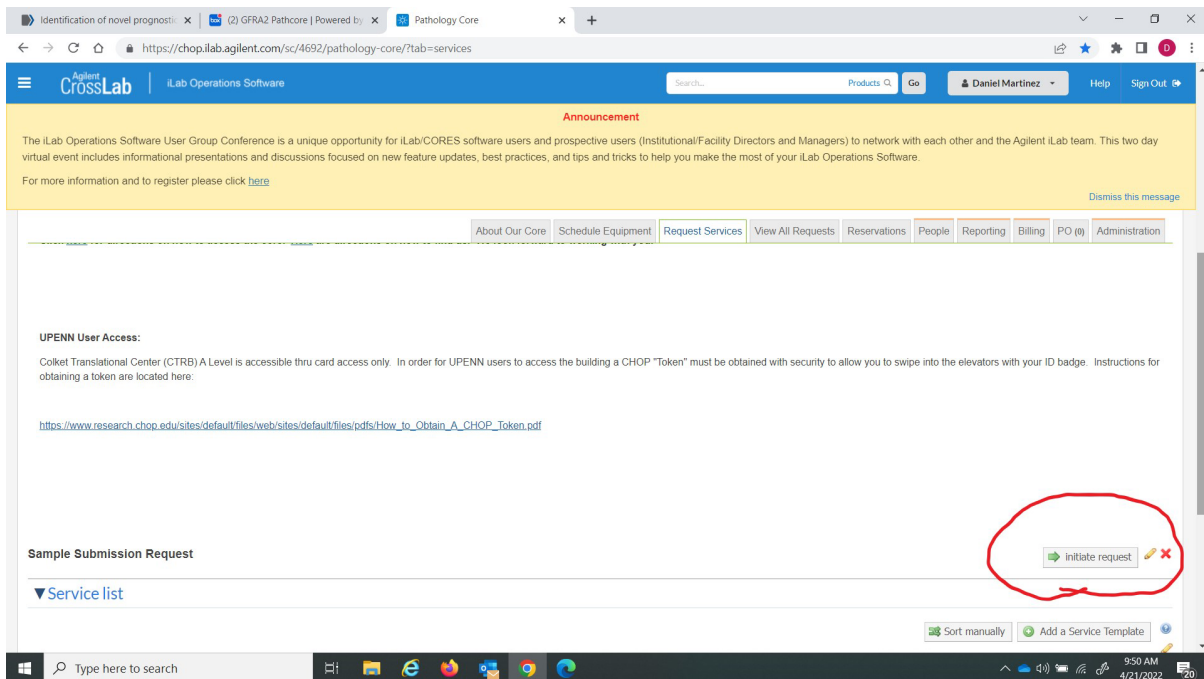 Identification of novel prognostic
(2) GFRA2 Pathcore | Powered by
Pathology Core
https://chop.ilab.agilent.com/sc/4692/pathology-core/?tab=services
D
Agilent
CrossLab
iLab Operations Software
Search...
Products
Go
Daniel Martinez
Help
Sign Out
Announcement
The iLab Operations Software User Group Conference is a unique opportunity for iLab/CORES software users and prospective users (Institutional/Facility Directors and Managers) to network with each other and the Agilent iLab team. This two day
virtual event includes informational presentations and discussions focused on new feature updates, best practices, and tips and tricks to help you make the most of your iLab Operations Software.
For more information and to register please click here
Dismiss this message
About Our Core Schedule Equipment Request Services View All Requests Reservations People Reporting Billing PO (0) Administration
UPENN User Access:
Colket Translational Center (CTRB) A Level is accessible thru card access only. In order for UPENN users to access the building a CHOP "Token" must be obtained with security to allow you to swipe into the elevators with your ID badge. Instructions for
obtaining a token are located here:
https://www.research.chop.edu/sites/default/files/web/sites/default/files/pdfs/How_to_Obtain_A_CHOP_Token.pdf
Sample Submission Request
initiate request
Service list
Sort manually
Add a Service Template
Type here to search
9:50 AM
4/21/2022
20